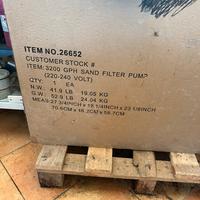 ITEM NO.26652
CUSTOMER STOCK #
ITEM: 3200 GPH SAND FILTER PUMP
(220-240 VOLT)
QTY: 1 EA
N.W.: 41.9 LB 19.05 KG
G.W.: 52.9 LB 24.04 KG
MEAS: 27 3/4INCH x 18 1/4INCH x 23 1/8INCH
70.6CM x 46.2CM x 58.7CM